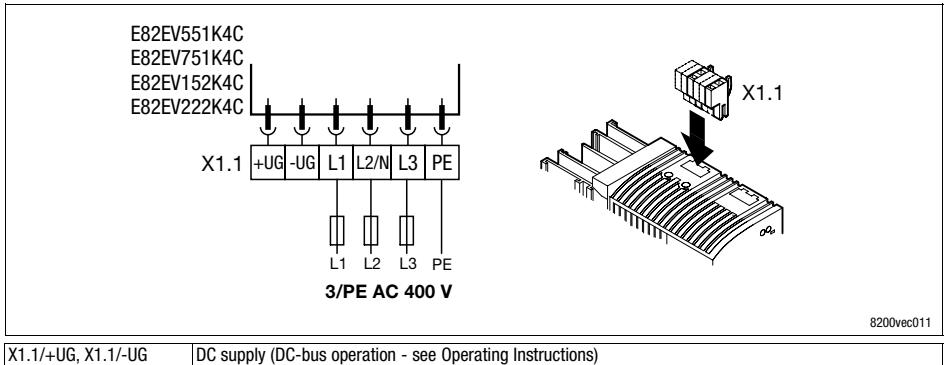 E82EV551K4C
E82EV751K4C
E82EV152K4C
E82EV222K4C
X1.1
X1.1 +UG -UG L1 L2/N L3 PE
L1 L2 L3 PE
3/PE AC 400 V
8200vec011
X1.1/+UG, X1.1/-UG DC supply (DC-bus operation - see Operating Instructions)